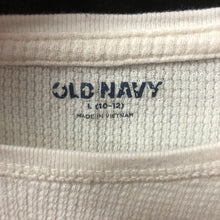 OLD NAVY
L (10-12)
MADE IN VIETNAM